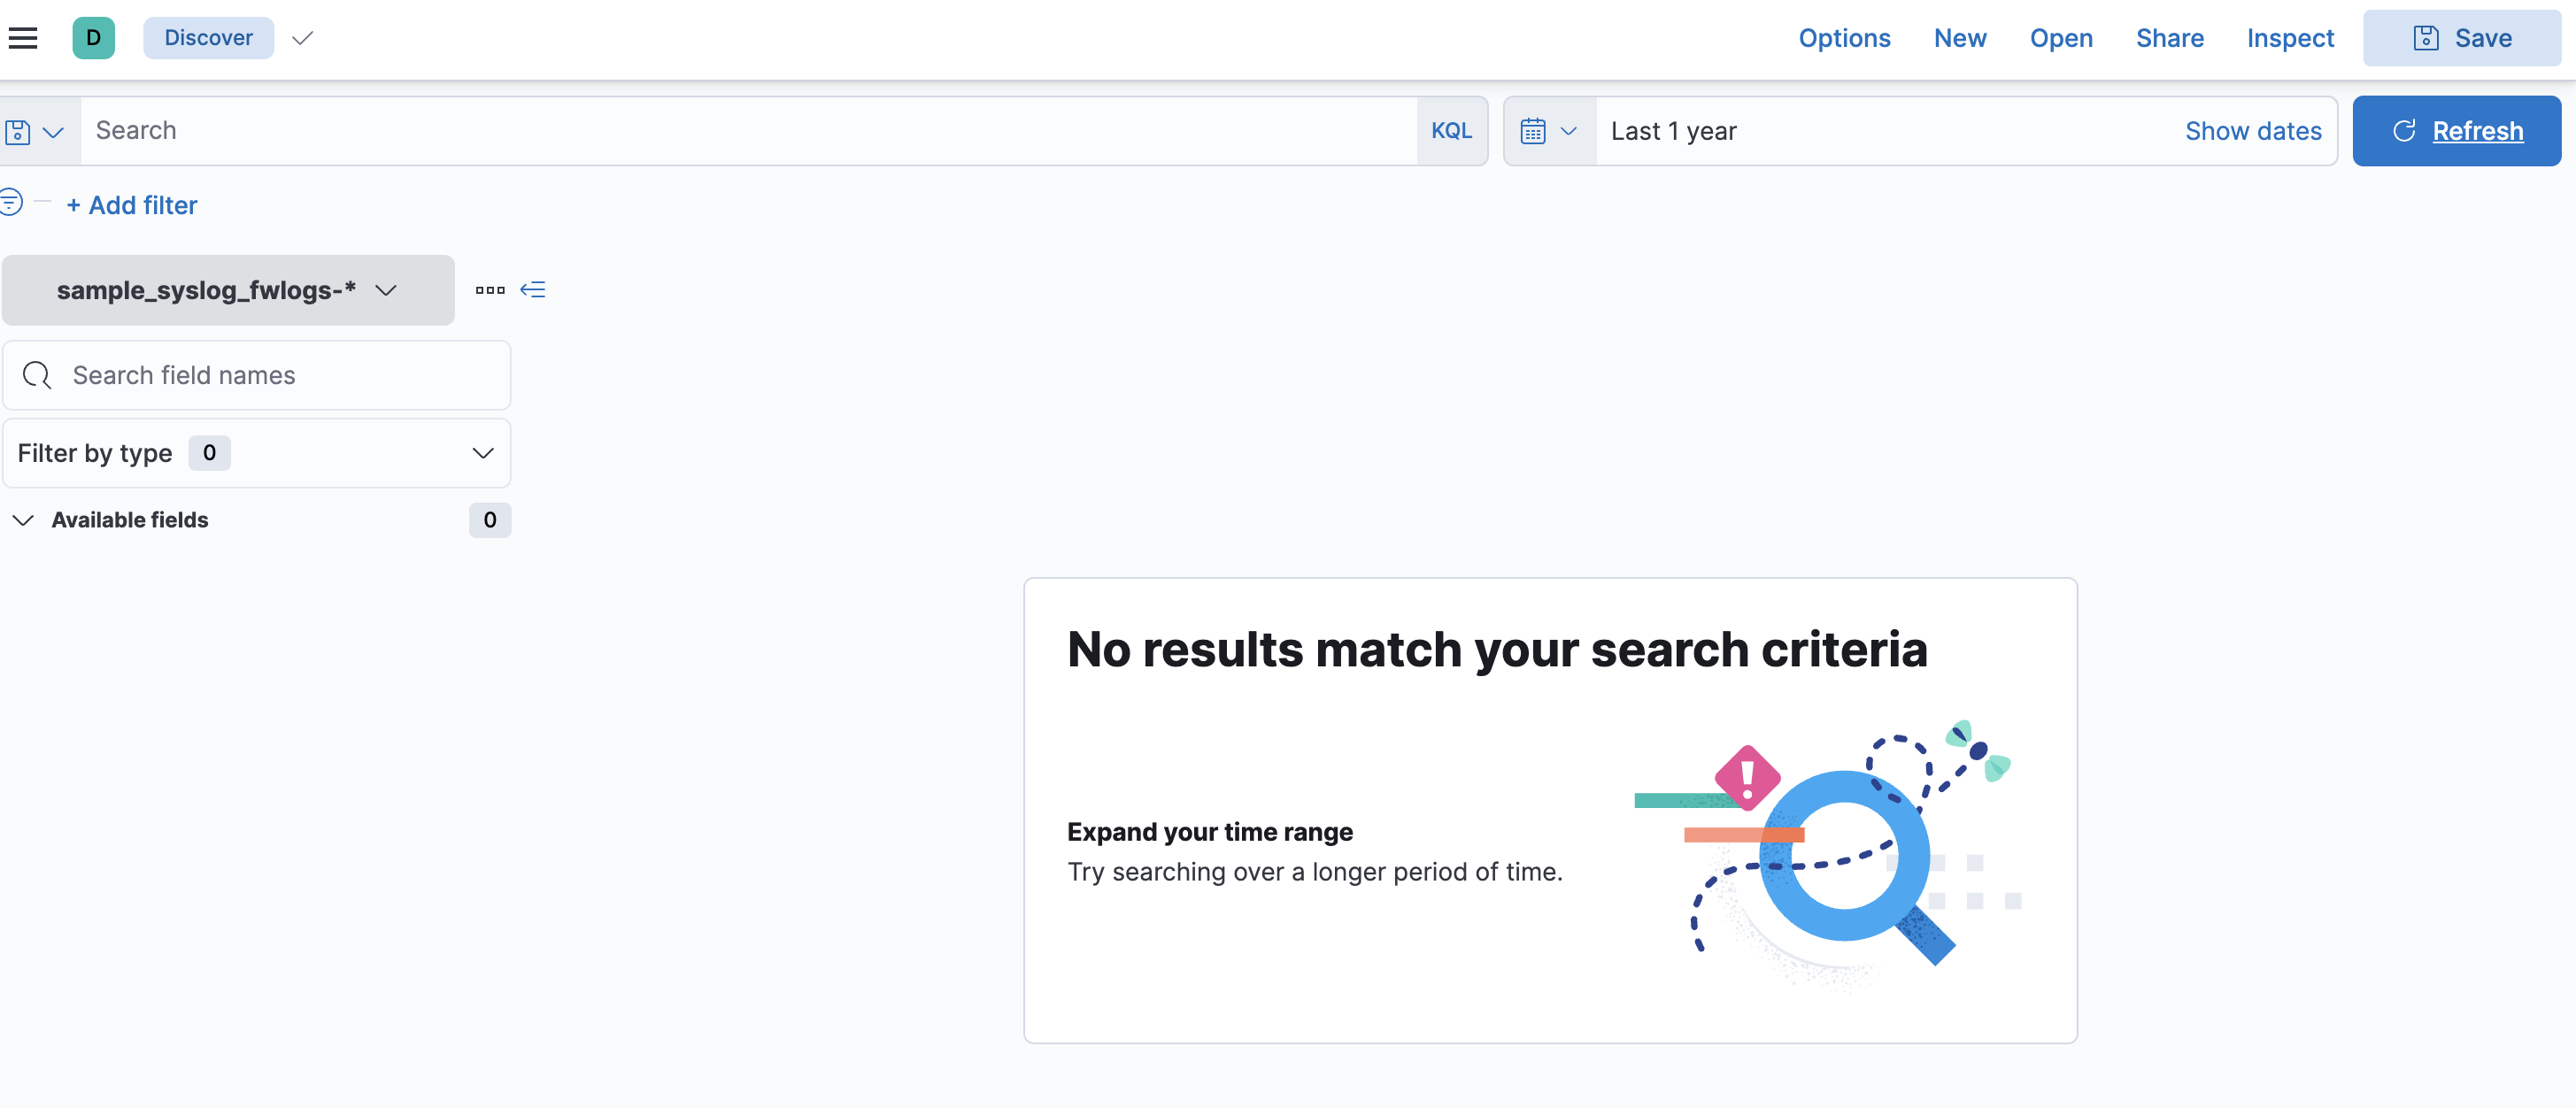 D Discover Options New Open Share Inspect Save
Search KQL Last 1 year Show dates Refresh
+ Add filter
sample_syslog_fwlogs-*
Search field names
Filter by type 0
Available fields 0
No results match your search criteria
Expand your time range
Try searching over a longer period of time.